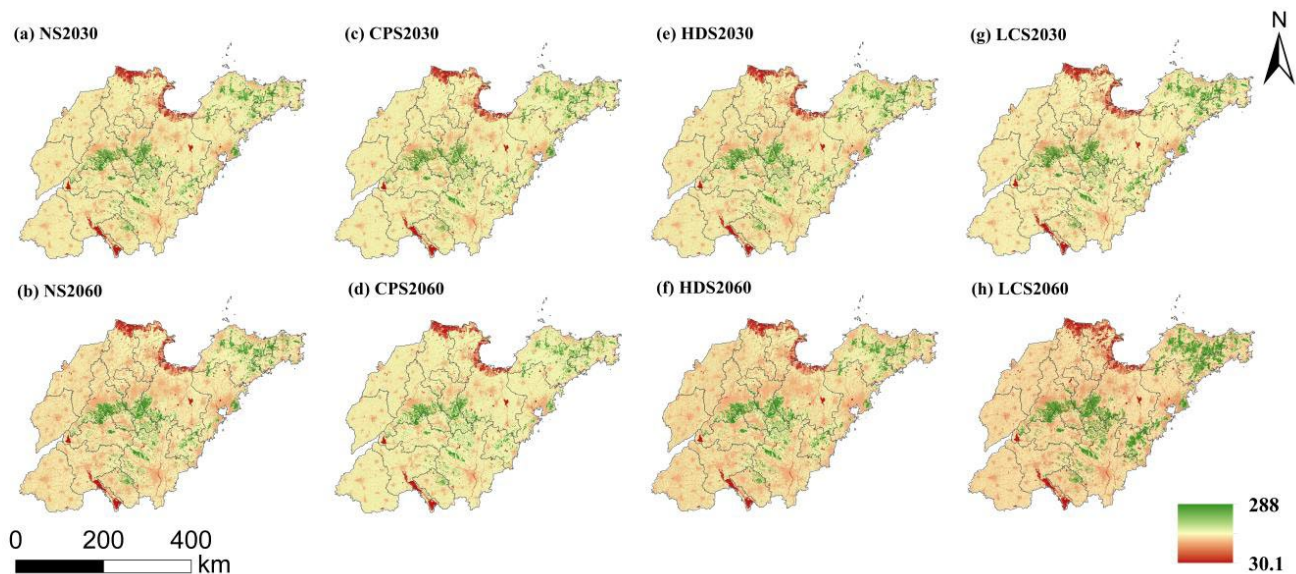 (a) NS2030
(c) CPS2030
(e) HDS2030
(g) LCS2030
N
(b) NS2060
(d) CPS2060
(f) HDS2060
(h) LCS2060
288
30.1
0 200 400
km